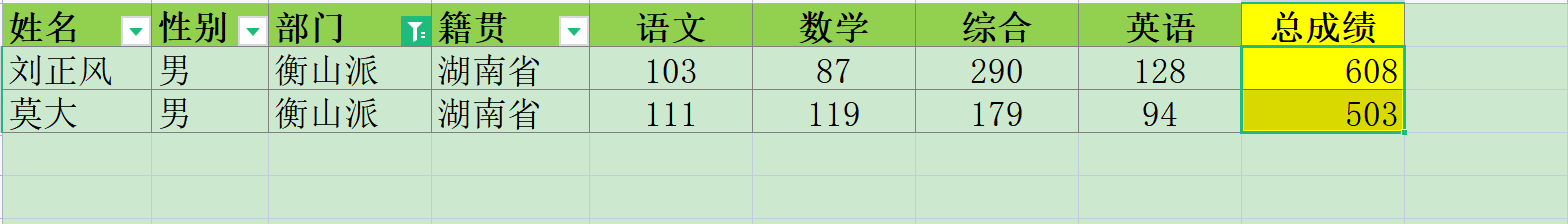 姓名 性别 部门 籍贯 语文 数学 综合 英语 总成绩
刘正风 男 衡山派 湖南省 103 87 290 128 608
莫大 男 衡山派 湖南省 111 119 179 94 503